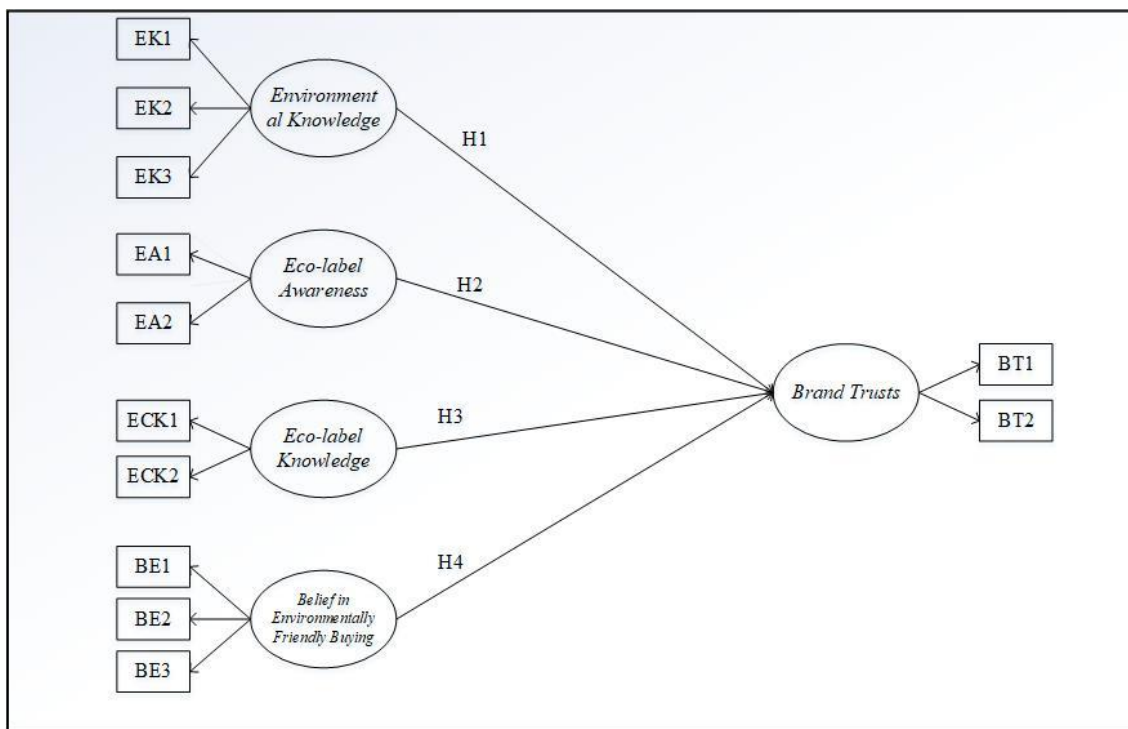 EK1
EK2
EK3
Environment
al Knowledge
H1
EA1
EA2
Eco-label
Awareness
H2
ECK1
ECK2
Eco-label
Knowledge
H3
BE1
BE2
BE3
Belief in
Environmentally
Friendly Buying
H4
Brand Trusts
BT1
BT2